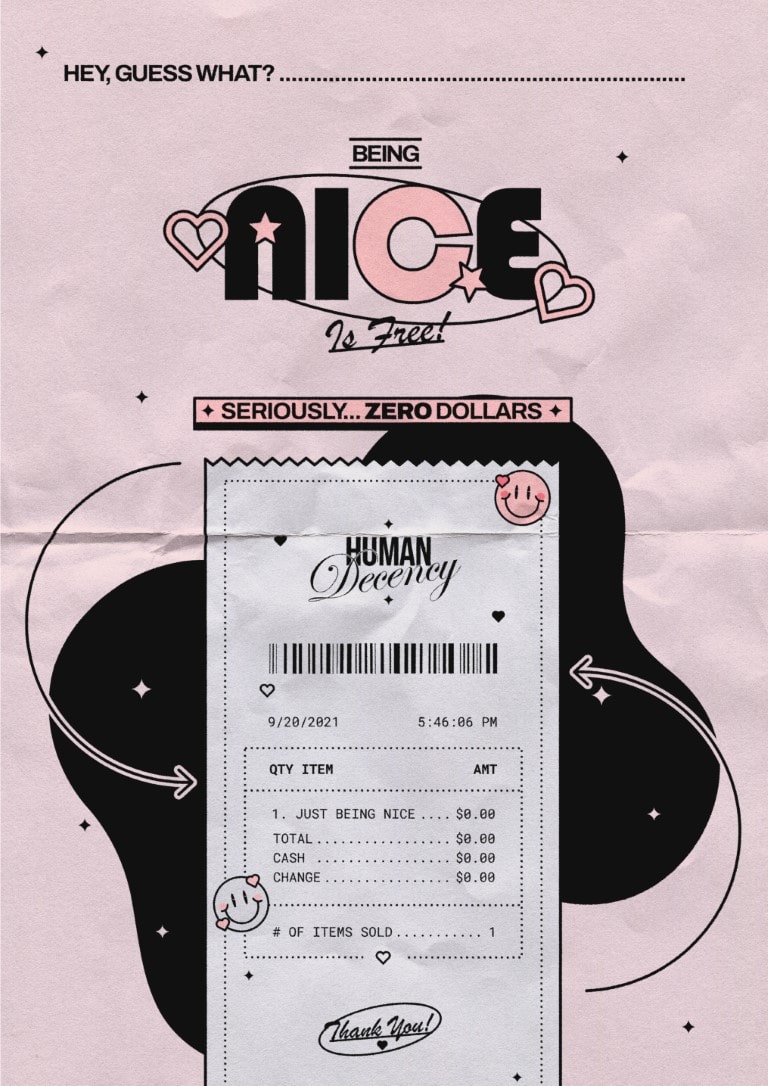 HEY, GUESS WHAT? ..................................................................
BEING
NICE
Is Free!
SERIOUSLY... ZERO DOLLARS
HUMAN
Decency
9/20/2021 5:46:06 PM
QTY ITEM AMT
1. JUST BEING NICE .... $0.00
TOTAL ................. $0.00
CASH ................. $0.00
CHANGE ................ $0.00
# OF ITEMS SOLD ........... 1
Thank You!